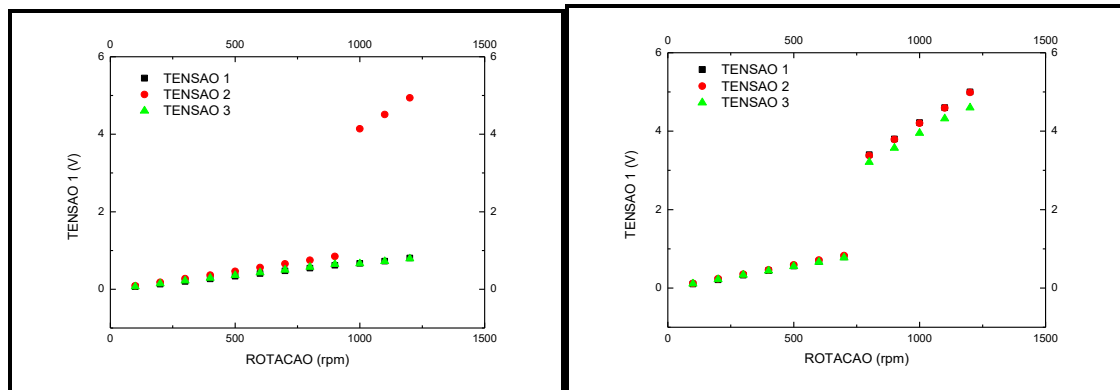 0 500 1000 1500
6
TENSAO 1
TENSAO 2
TENSAO 3
4 4
2 2
0 0
TENSAO 1 (V)
0 500 1000 1500
ROTACAO (rpm)
0 500 1000 1500
6
TENSAO 1
TENSAO 2
TENSAO 3
4 4
2 2
0 0
TENSAO 1 (V)
0 500 1000 1500
ROTACAO (rpm)